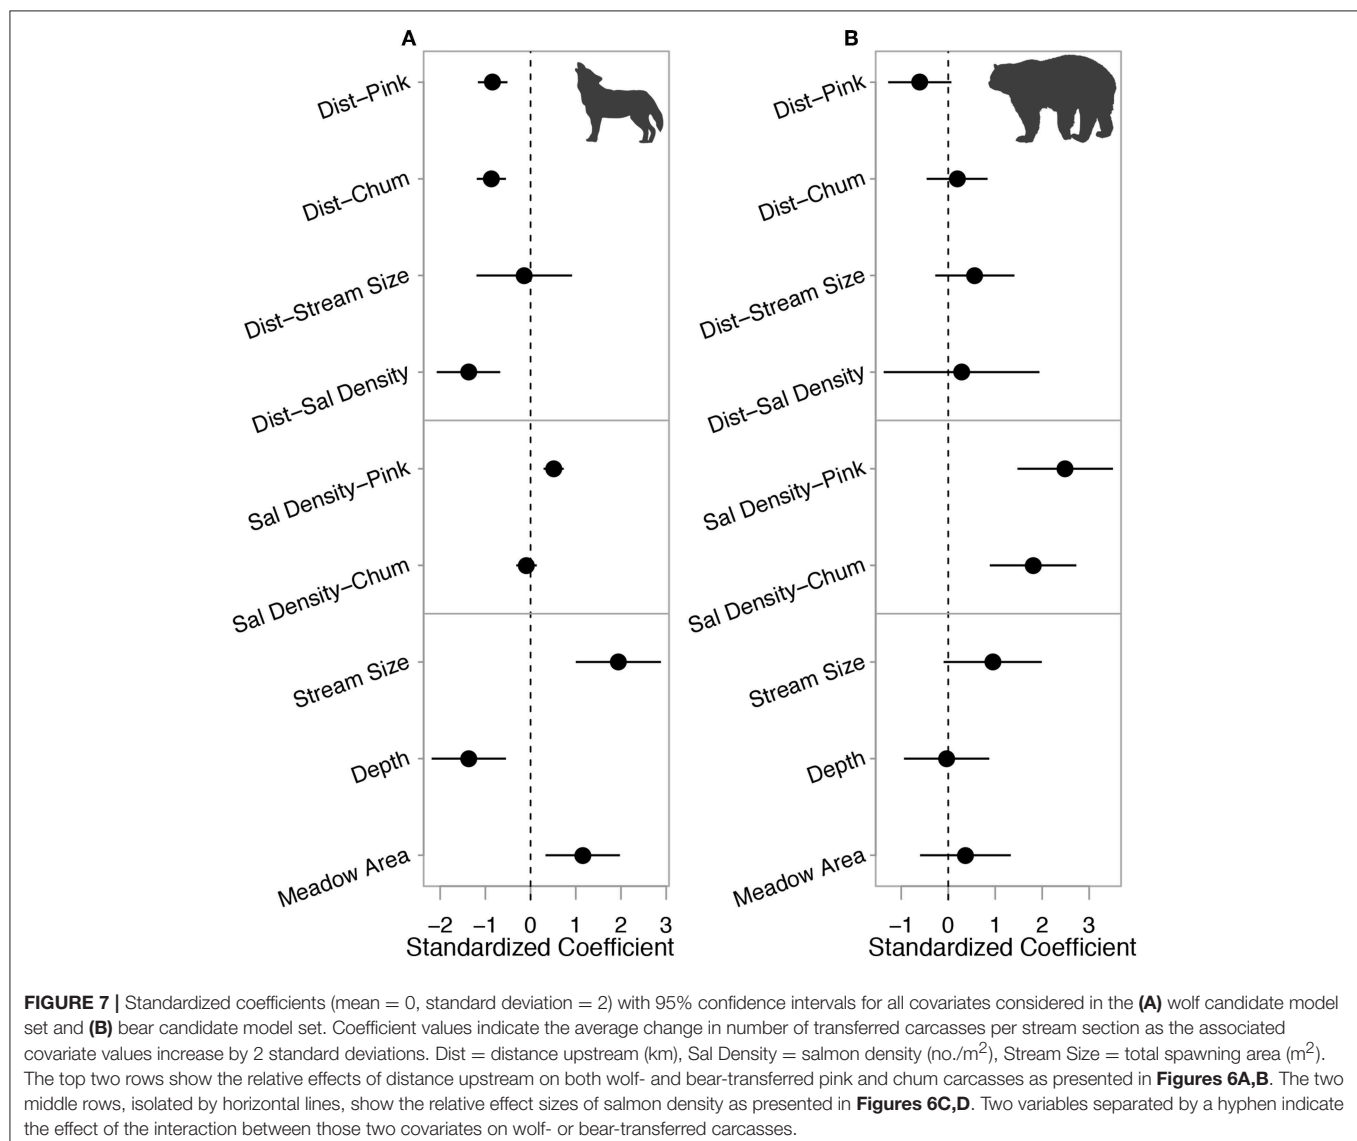 A
Dist–Pink
Dist–Chum
Dist–Stream Size
Dist–Sal Density
Sal Density–Pink
Sal Density–Chum
Stream Size
Depth
Meadow Area
−2 −1 0 1 2 3
Standardized Coefficient
B
Dist–Pink
Dist–Chum
Dist–Stream Size
Dist–Sal Density
Sal Density–Pink
Sal Density–Chum
Stream Size
Depth
Meadow Area
−1 0 1 2 3
Standardized Coefficient
FIGURE 7 | Standardized coefficients (mean = 0, standard deviation = 2) with 95% confidence intervals for all covariates considered in the (A) wolf candidate model
set and (B) bear candidate model set. Coefficient values indicate the average change in number of transferred carcasses per stream section as the associated
covariate values increase by 2 standard deviations. Dist = distance upstream (km), Sal Density = salmon density (no./m²), Stream Size = total spawning area (m²).
The top two rows show the relative effects of distance upstream on both wolf- and bear-transferred pink and chum carcasses as presented in Figures 6A,B. The two
middle rows, isolated by horizontal lines, show the relative effect sizes of salmon density as presented in Figures 6C,D. Two variables separated by a hyphen indicate
the effect of the interaction between those two covariates on wolf- or bear-transferred carcasses.